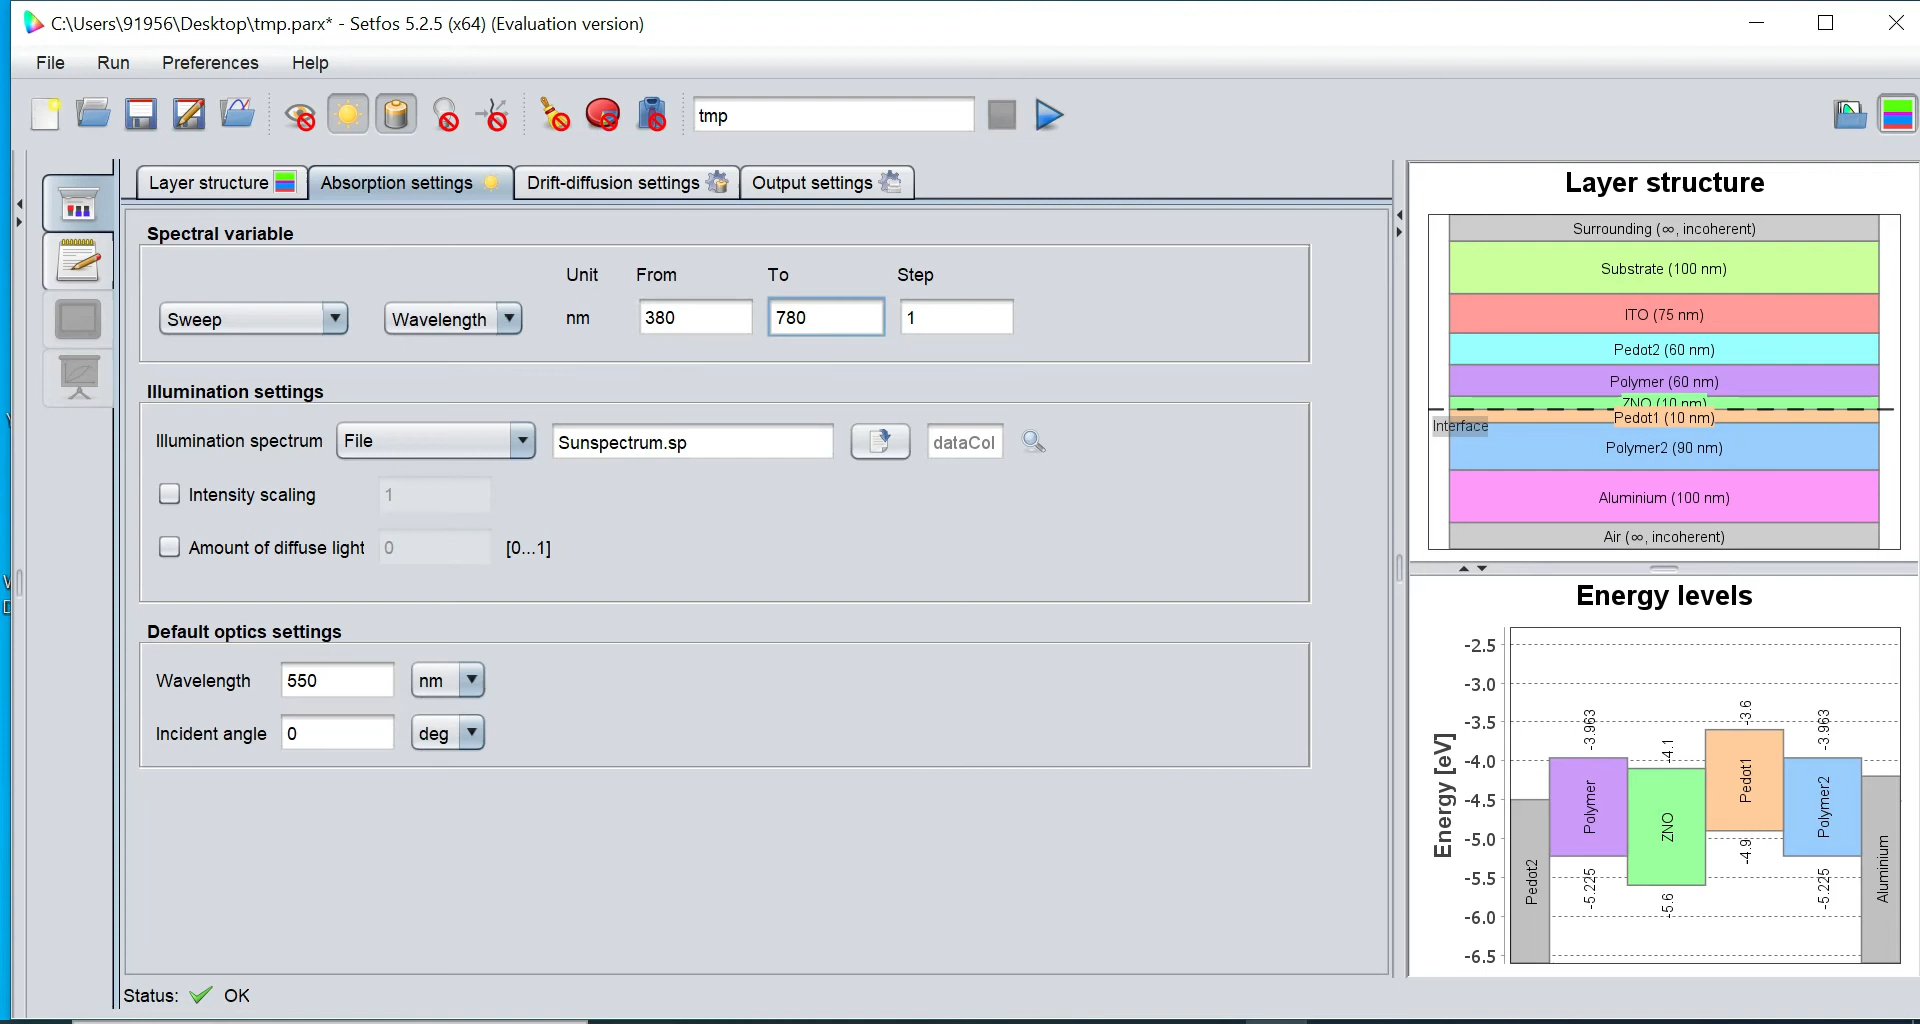 C:\Users\91956\Desktop\tmp.parx* - Setfos 5.2.5 (x64) (Evaluation version)
File Run Preferences Help
tmp
Layer structure Absorption settings Drift-diffusion settings Output settings
Spectral variable
Unit From To Step
Sweep Wavelength nm 380 780 1
Illumination settings
Illumination spectrum File Sunspectrum.sp dataCol
Intensity scaling 1
Amount of diffuse light 0 [0...1]
Default optics settings
Wavelength 550 nm
Incident angle 0 deg
Status: OK
Layer structure
Surrounding (∞, incoherent)
Substrate (100 nm)
ITO (75 nm)
Pedot2 (60 nm)
Polymer (60 nm)
ZNO (10 nm)
Pedot1 (10 nm)
Interface
Polymer2 (90 nm)
Aluminium (100 nm)
Air (∞, incoherent)
Energy levels
Energy [eV]
-2.5
-3.0
-3.5
-4.0
-4.5
-5.0
-5.5
-6.0
-6.5
Pedot2
-3.963
Polymer
-5.225
-4.1
ZNO
-5.6
-3.6
Pedot1
-4.9
-3.963
Polymer2
-5.225
Aluminium